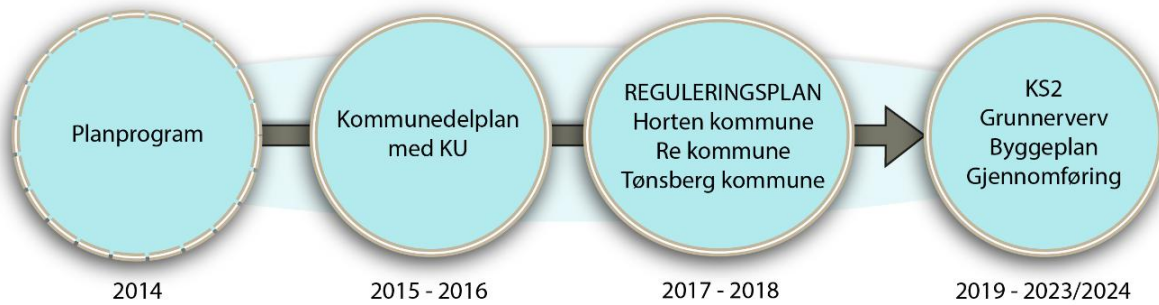 Planprogram
2014
Kommunedelplan
med KU
2015 - 2016
REGULERINGSPLAN
Horten kommune
Re kommune
Tønsberg kommune
2017 - 2018
KS2
Grunnerverv
Byggeplan
Gjennomføring
2019 - 2023/2024